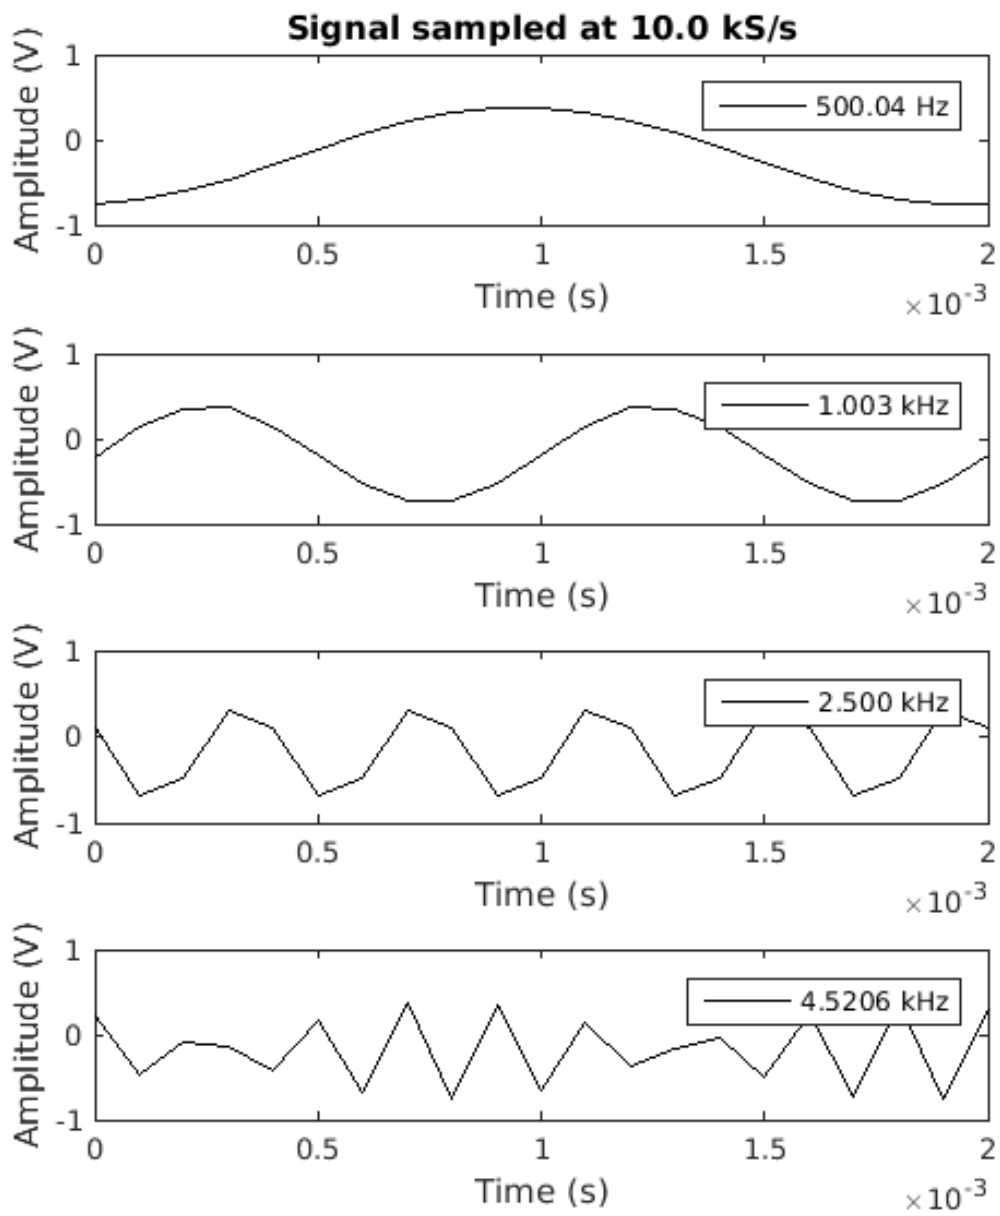 Signal sampled at 10.0 kS/s
Amplitude (V)
1
0
-1
500.04 Hz
0 0.5 1 1.5 2
Time (s)
×10⁻³
Amplitude (V)
1
0
-1
1.003 kHz
0 0.5 1 1.5 2
Time (s)
×10⁻³
Amplitude (V)
1
0
-1
2.500 kHz
0 0.5 1 1.5 2
Time (s)
×10⁻³
Amplitude (V)
1
0
-1
4.5206 kHz
0 0.5 1 1.5 2
Time (s)
×10⁻³